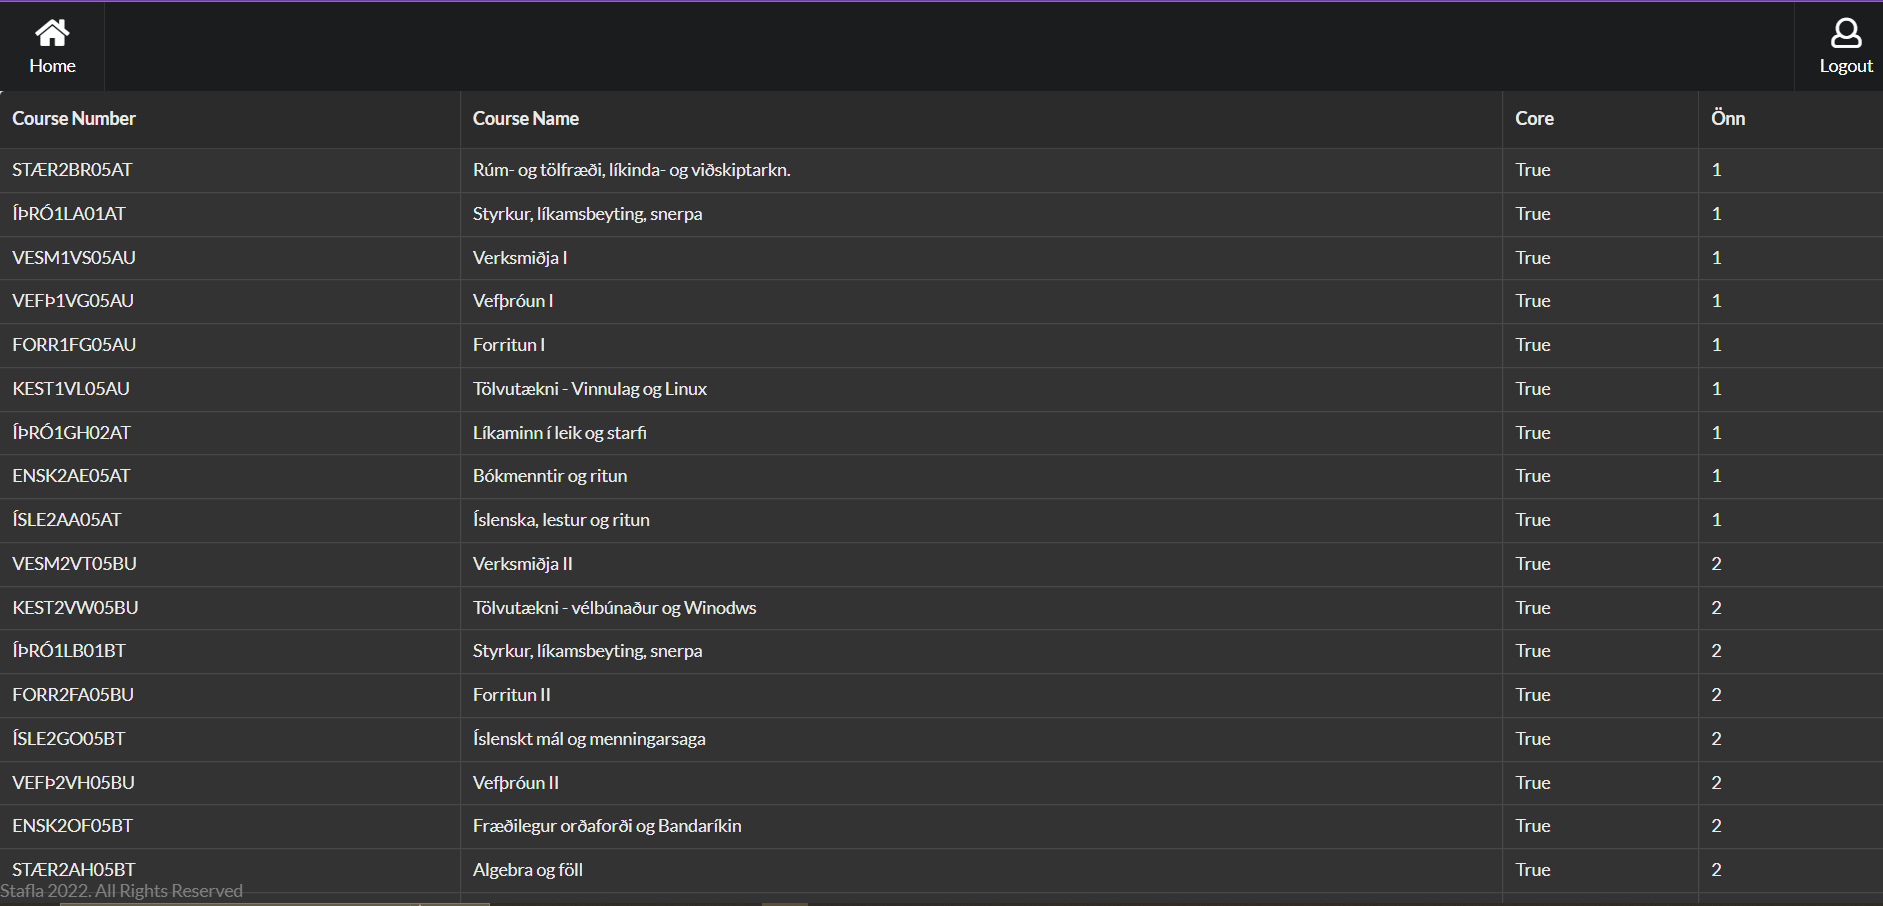 Home
Logout
Course Number Course Name Core Önn
STÆR2BR05AT Rúm- og tölfræði, líkinda- og viðskiptarkn. True 1
ÍÞRÓ1LA01AT Styrkur, líkamsbeyting, snerpa True 1
VESM1VS05AU Verksmiðja I True 1
VEFÞ1VG05AU Vefþróun I True 1
FORR1FG05AU Forritun I True 1
KEST1VL05AU Tölvutækni - Vinnulag og Linux True 1
ÍÞRÓ1GH02AT Líkaminn í leik og starfi True 1
ENSK2AE05AT Bókmenntir og ritun True 1
ÍSLE2AA05AT Íslenska, lestur og ritun True 1
VESM2VT05BU Verksmiðja II True 2
KEST2VW05BU Tölvutækni - vélbúnaður og Winodws True 2
ÍÞRÓ1LB01BT Styrkur, líkamsbeyting, snerpa True 2
FORR2FA05BU Forritun II True 2
ÍSLE2GO05BT Íslenskt mál og menningarsaga True 2
VEFÞ2VH05BU Vefþróun II True 2
ENSK2OF05BT Fræðilegur orðaforði og Bandaríkin True 2
STÆR2AH05BT Algebra og föll True 2
Stafla 2022. All Rights Reserved